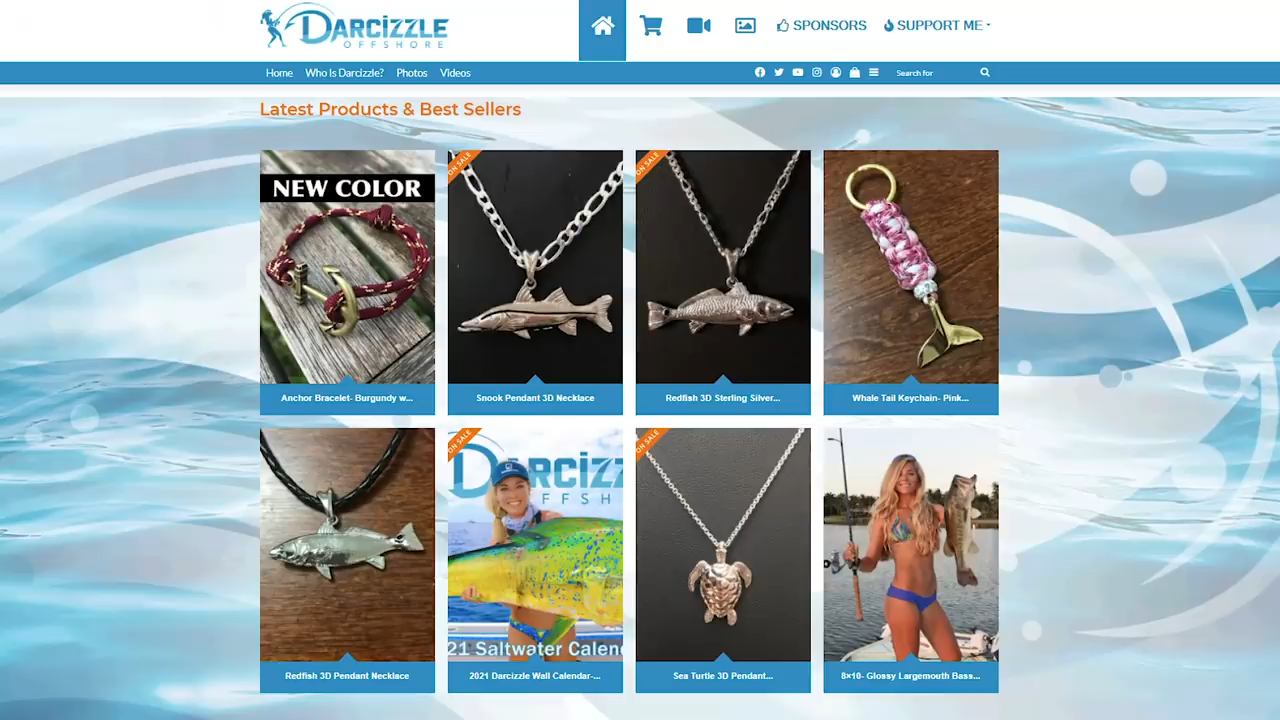 DARCIZZLE
OFFSHORE
SPONSORS
SUPPORT ME
Home
Who Is Darcizzle?
Photos
Videos
Search for
Latest Products & Best Sellers
NEW COLOR
ON SALE
ON SALE
Anchor Bracelet- Burgundy w...
Snook Pendant 3D Necklace
Redfish 3D Sterling Silver...
Whale Tail Keychain- Pink...
ON SALE
DARCIZZ
OFFSH
21 Saltwater Calen
ON SALE
Redfish 3D Pendant Necklace
2021 Darcizzle Wall Calendar-...
Sea Turtle 3D Pendant...
8×10- Glossy Largemouth Bass...